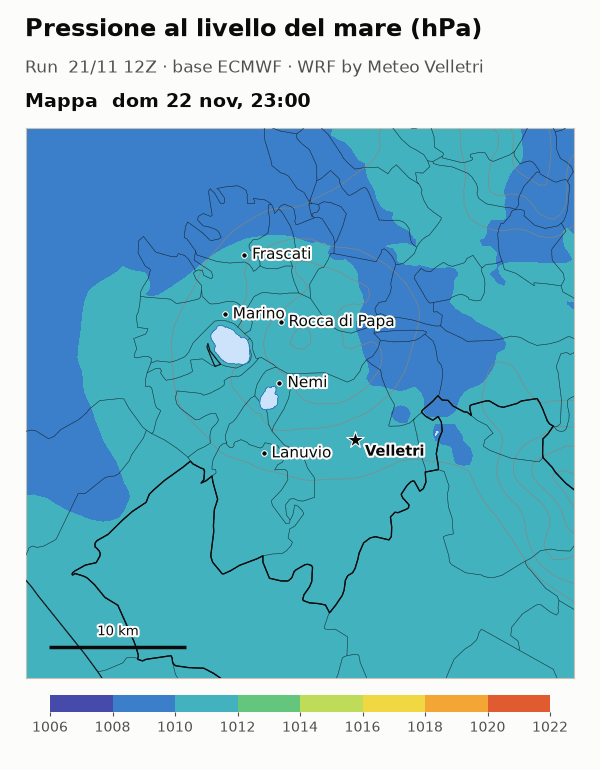 Pressione al livello del mare (hPa)
Run  21/11 12Z · base ECMWF · WRF by Meteo Velletri
Mappa  dom 22 nov, 23:00
Frascati
Marino
Rocca di Papa
Nemi
Velletri
Lanuvio
10 km
1006 1008 1010 1012 1014 1016 1018 1020 1022